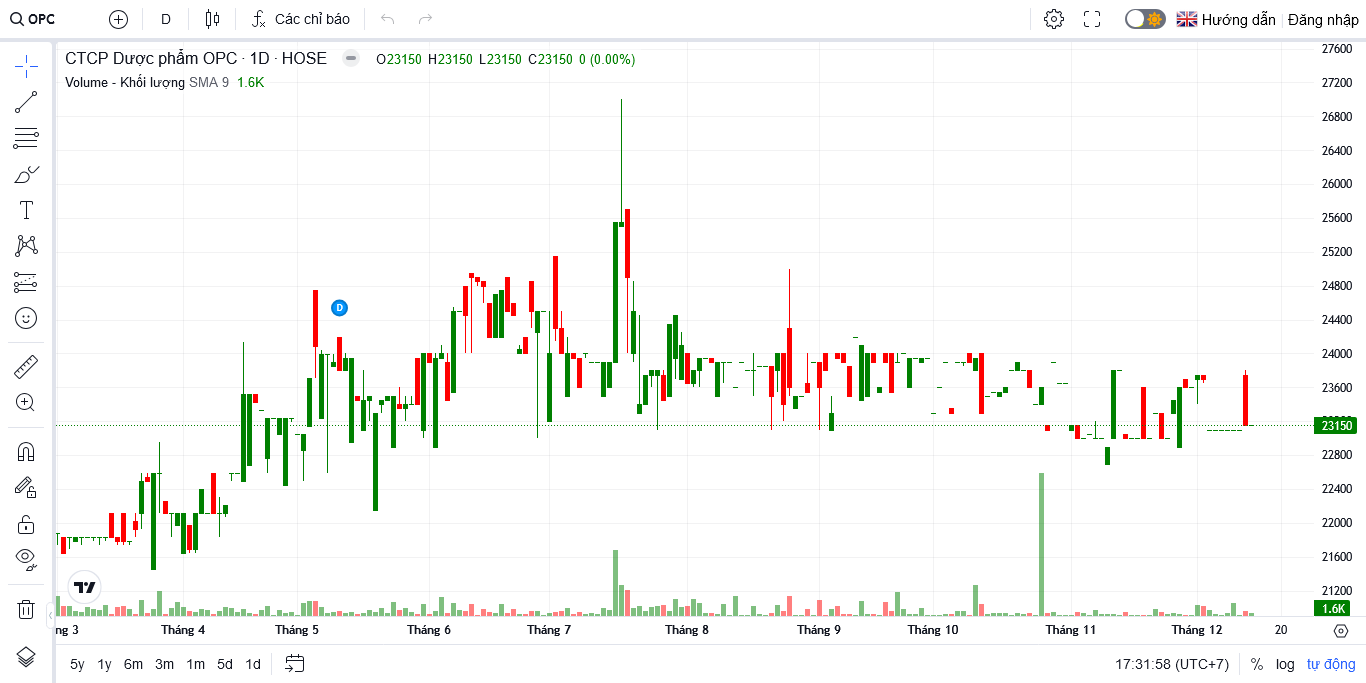 OPC D Các chỉ báo Hướng dẫn Đăng nhập
CTCP Dược phẩm OPC · 1D · HOSE O23150 H23150 L23150 C23150 0 (0.00%)
Volume - Khối lượng SMA 9 1.6K
27600
27200
26800
26400
26000
25600
25200
24800
24400
24000
23600
23150
22800
22400
22000
21600
21200
1.6K
D
ng 3 Tháng 4 Tháng 5 Tháng 6 Tháng 7 Tháng 8 Tháng 9 Tháng 10 Tháng 11 Tháng 12 20
5y 1y 6m 3m 1m 5d 1d 17:31:58 (UTC+7) % log tự động